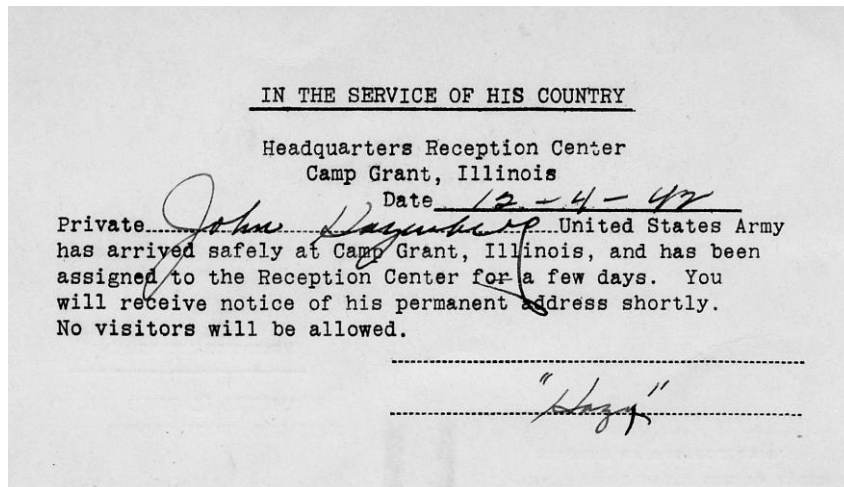 IN THE SERVICE OF HIS COUNTRY
Headquarters Reception Center
Camp Grant, Illinois
Date 12-4-42
Private John United States Army
has arrived safely at Camp Grant, Illinois, and has been
assigned to the Reception Center for a few days. You
will receive notice of his permanent address shortly.
No visitors will be allowed.
"Hazy"